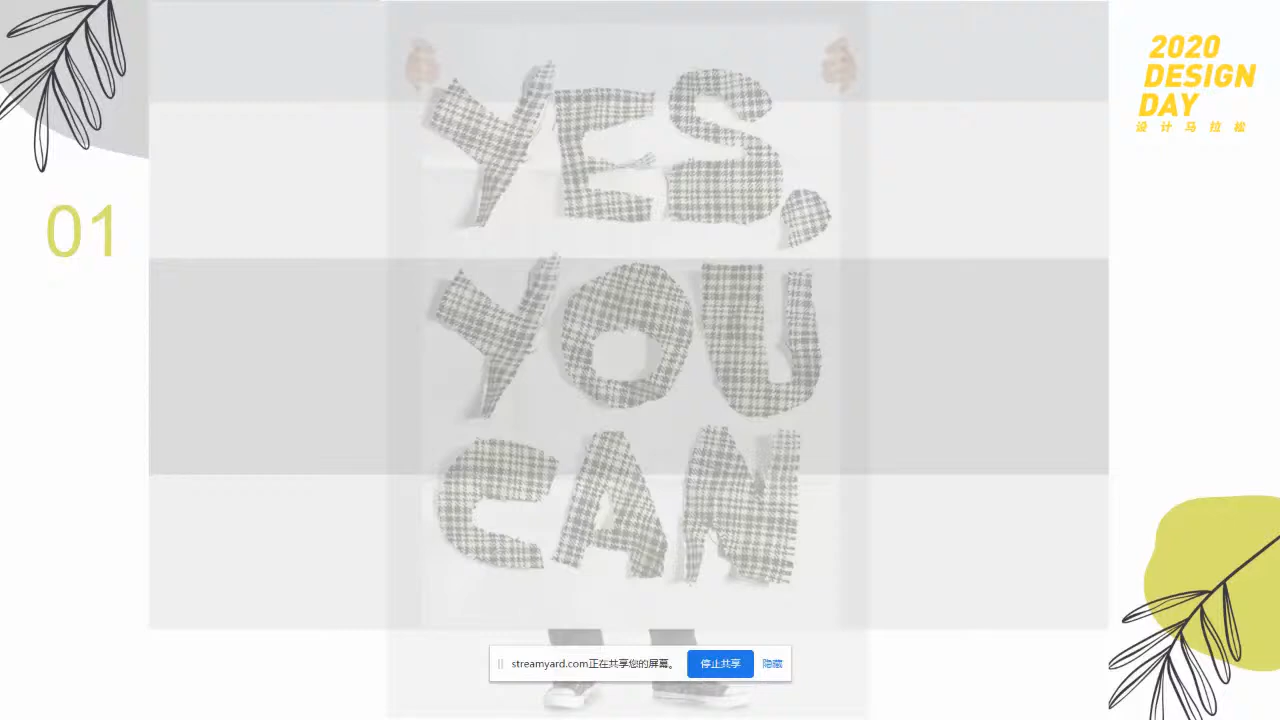 2020
DESIGN
DAY
设计马拉松
01
YES,
YOU
CAN
streamyard.com正在共享您的屏幕。
停止共享
隐藏